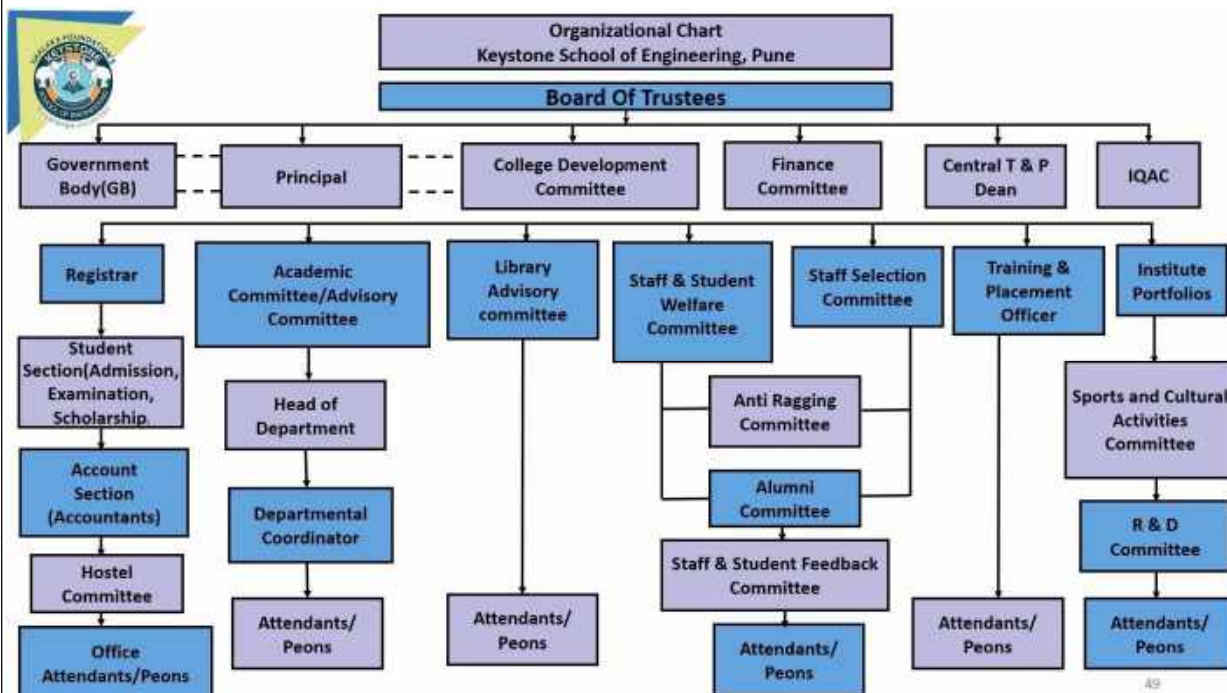 Organizational Chart
Keystone School of Engineering, Pune
Board Of Trustees
Government
Body(GB)
Principal
College Development
Committee
Finance
Committee
Central T & P
Dean
IQAC
Registrar
Academic
Committee/Advisory
Committee
Library
Advisory
committee
Staff & Student
Welfare
Committee
Staff Selection
Committee
Training &
Placement
Officer
Institute
Portfolios
Student
Section(Admission,
Examination,
Scholarship.
Head of
Department
Anti Ragging
Committee
Sports and Cultural
Activities
Committee
Account
Section
(Accountants)
Departmental
Coordinator
Alumni
Committee
R & D
Committee
Hostel
Committee
Staff & Student Feedback
Committee
Office
Attendants/Peons
Attendants/
Peons
Attendants/
Peons
Attendants/
Peons
Attendants/
Peons
Attendants/
Peons
49
KEYSTONE